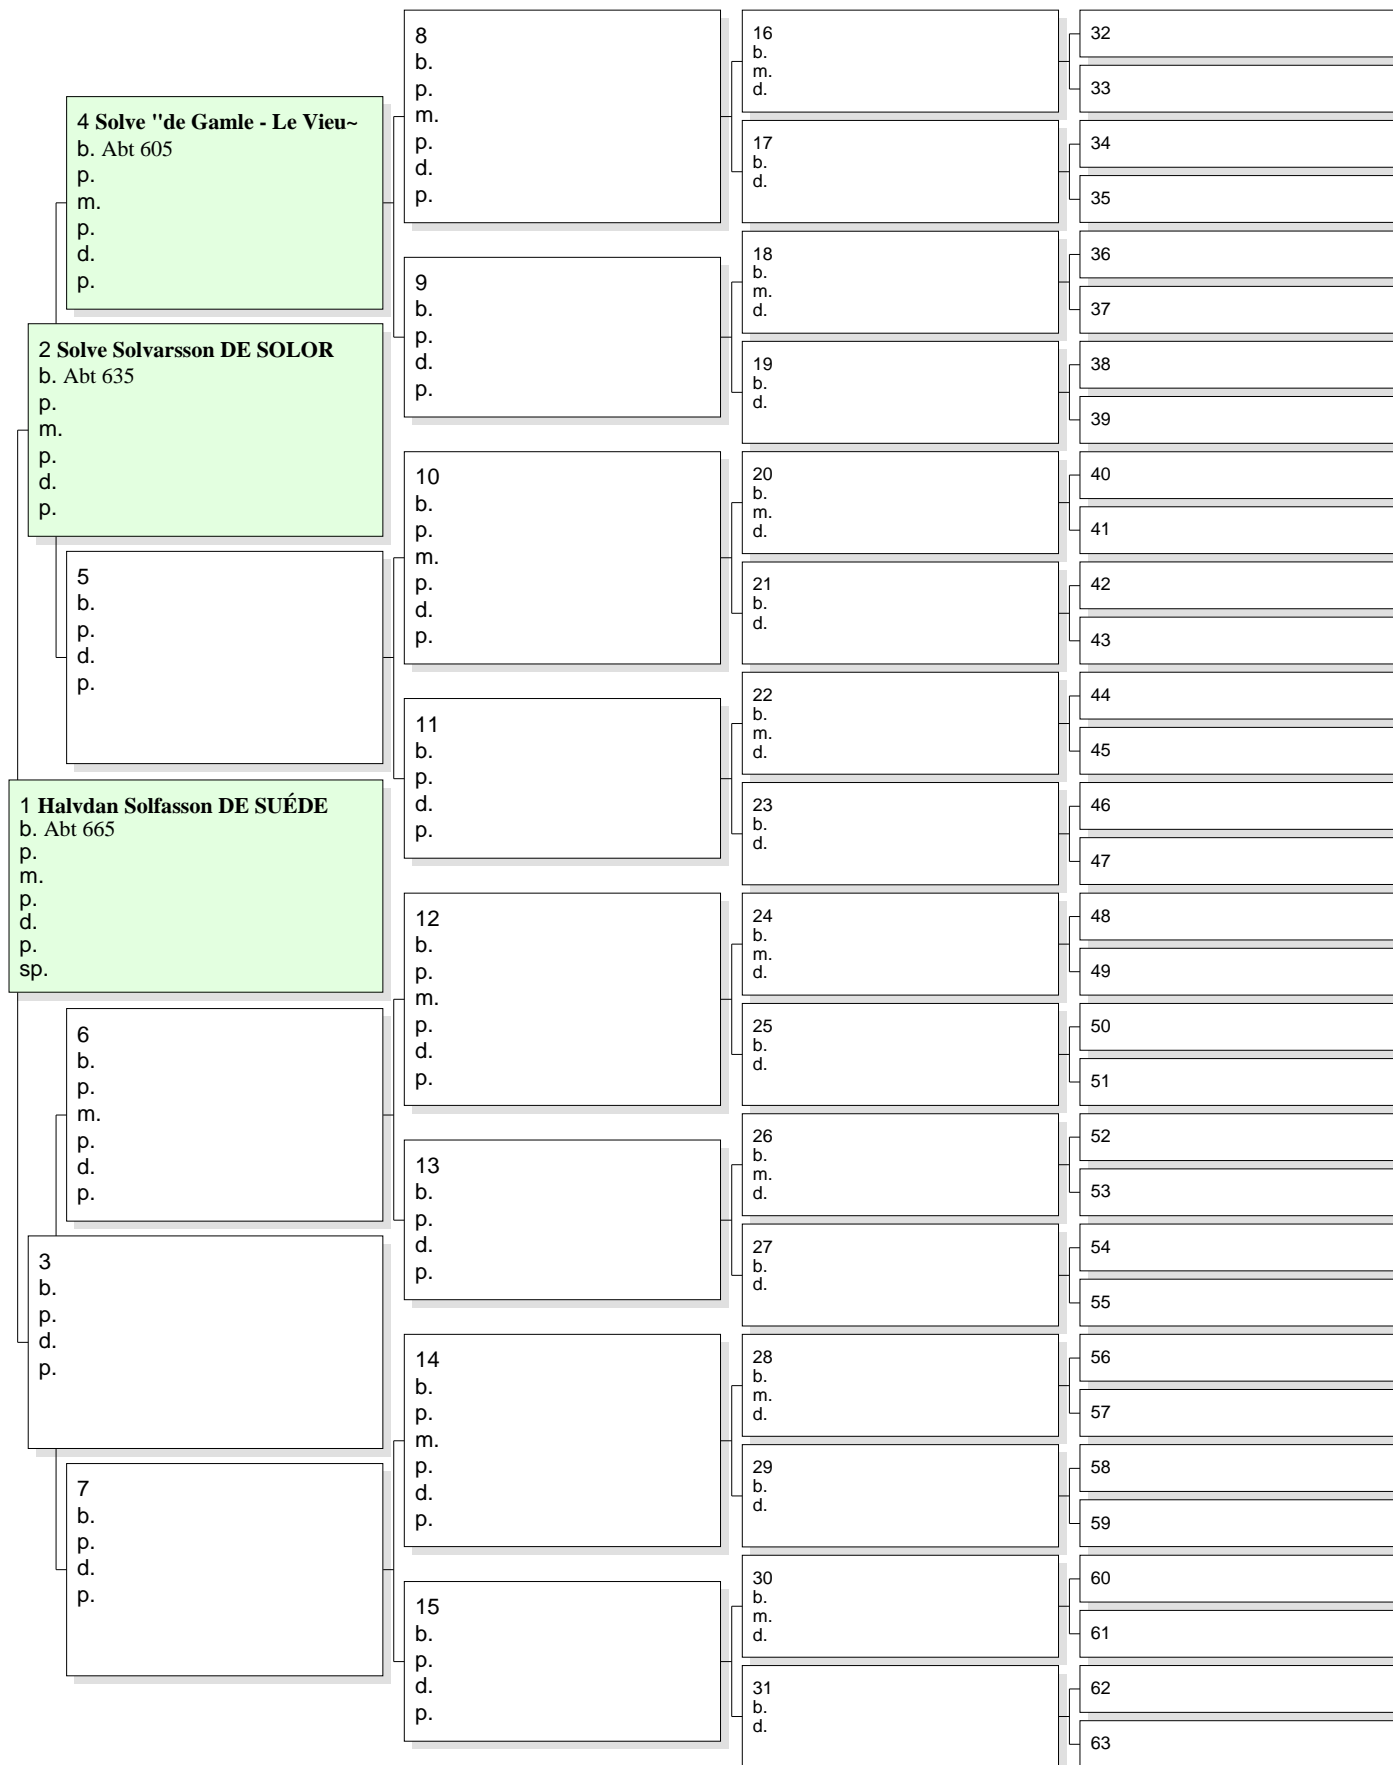 8
b.
p.
m.
p.
d.
p.
16
b.
m.
d.
32
33
4 Solve "de Gamle - Le Vieu~
b. Abt 605
p.
m.
p.
d.
p.
17
b.
d.
34
35
9
b.
p.
d.
p.
18
b.
m.
d.
36
37
2 Solve Solvarsson DE SOLOR
b. Abt 635
p.
m.
p.
d.
p.
19
b.
d.
38
39
10
b.
p.
m.
p.
d.
p.
20
b.
m.
d.
40
41
5
b.
p.
d.
p.
21
b.
d.
42
43
11
b.
p.
d.
p.
22
b.
m.
d.
44
45
1 Halvdan Solfasson DE SUÉDE
b. Abt 665
p.
m.
p.
d.
p.
sp.
23
b.
d.
46
47
12
b.
p.
m.
p.
d.
p.
24
b.
m.
d.
48
49
6
b.
p.
m.
p.
d.
p.
25
b.
d.
50
51
13
b.
p.
d.
p.
26
b.
m.
d.
52
53
3
b.
p.
d.
p.
27
b.
d.
54
55
14
b.
p.
m.
p.
d.
p.
28
b.
m.
d.
56
57
7
b.
p.
d.
p.
29
b.
d.
58
59
15
b.
p.
d.
p.
30
b.
m.
d.
60
61
31
b.
d.
62
63